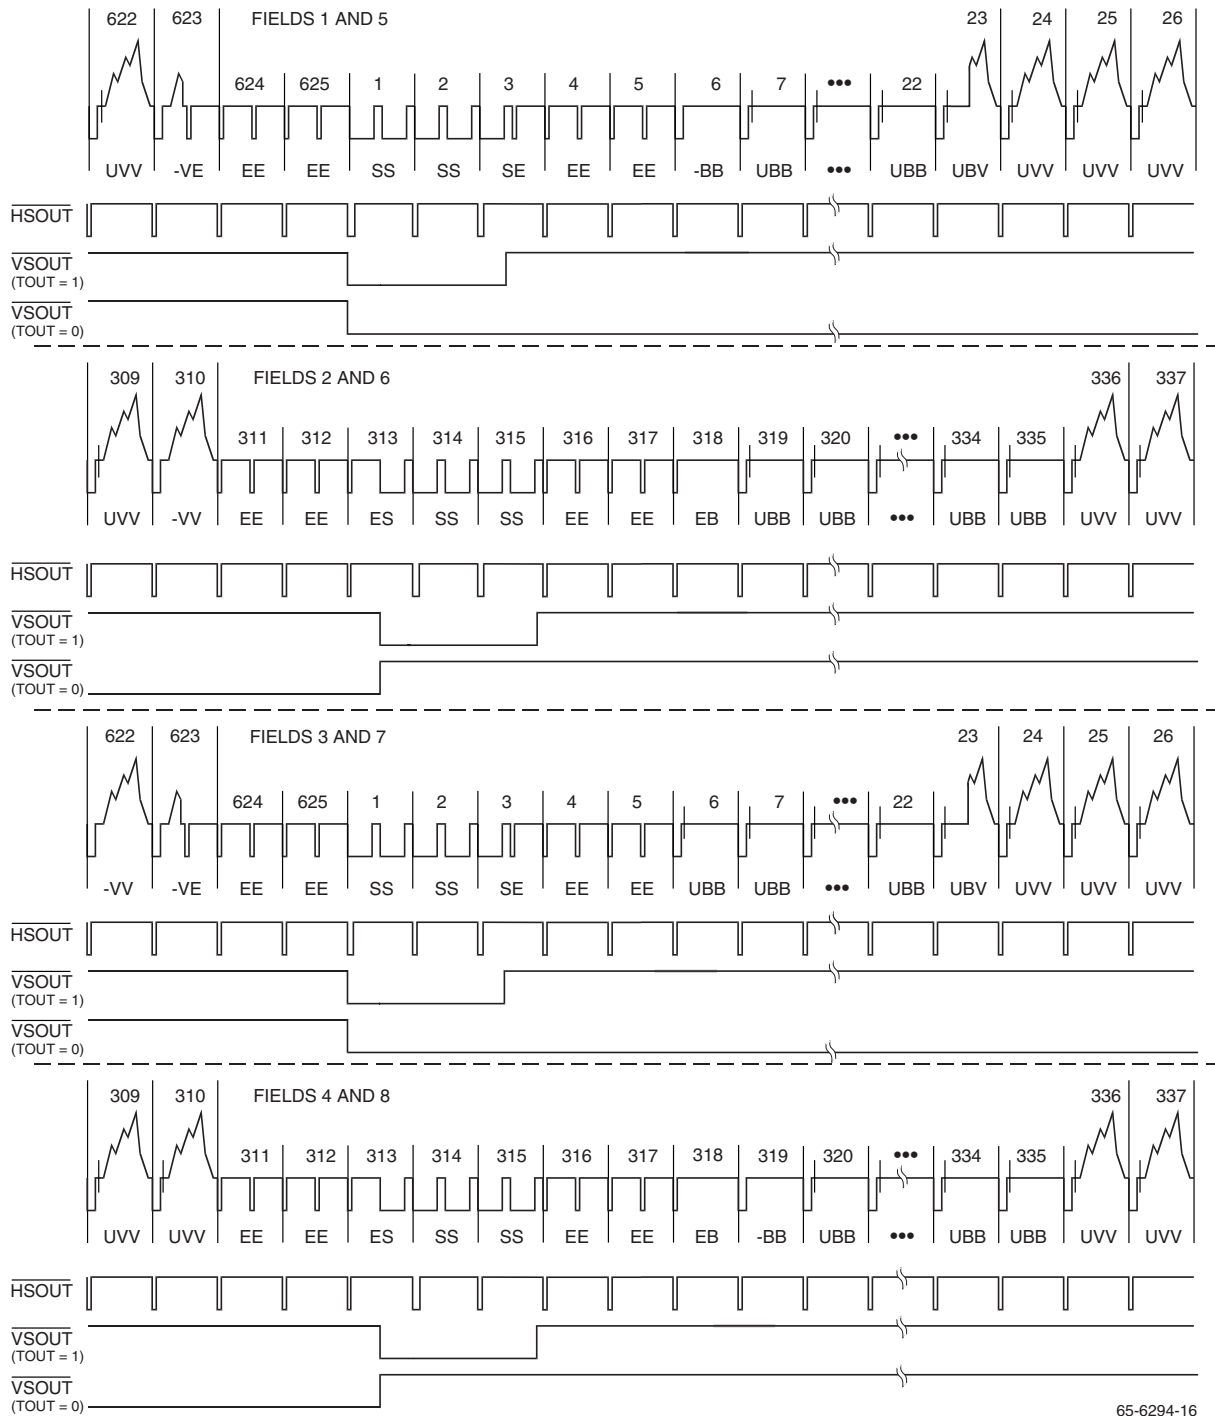 622 623 FIELDS 1 AND 5 23 24 25 26
624 625 1 2 3 4 5 6 7 ••• 22
UVV -VE EE EE SS SS SE EE EE -BB UBB ••• UBB UBV UVV UVV UVV
HSOUT
VSOUT
(TOUT = 1)
VSOUT
(TOUT = 0)
309 310 FIELDS 2 AND 6 336 337
311 312 313 314 315 316 317 318 319 320 ••• 334 335
UVV -VV EE EE ES SS SS EE EE EB UBB UBB ••• UBB UBB UVV UVV
HSOUT
VSOUT
(TOUT = 1)
VSOUT
(TOUT = 0)
622 623 FIELDS 3 AND 7 23 24 25 26
624 625 1 2 3 4 5 6 7 ••• 22
-VV -VE EE EE SS SS SE EE EE UBB UBB ••• UBB UBV UVV UVV UVV
HSOUT
VSOUT
(TOUT = 1)
VSOUT
(TOUT = 0)
309 310 FIELDS 4 AND 8 336 337
311 312 313 314 315 316 317 318 319 320 ••• 334 335
UVV UVV EE EE ES SS SS EE EE EB -BB UBB ••• UBB UBB UVV UVV
HSOUT
VSOUT
(TOUT = 1)
VSOUT
(TOUT = 0)
65-6294-16